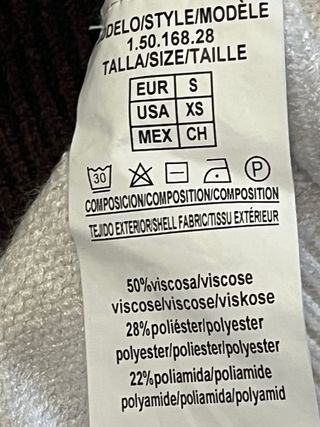 DELO/STYLE/MODÈLE
1.50.168.28
TALLA/SIZE/TAILLE
EUR S
USA XS
MEX CH
30 P
COMPOSICION/COMPOSITION/COMPOSITION
TEJIDO EXTERIOR/SHELL FABRIC/TISSU EXTÉRIEUR
50%viscosa/viscose
viscose/viscose/viskose
28%poliéster/polyester
polyester/poliester/polyester
22%poliamida/poliamide
polyamide/poliamida/polyamid